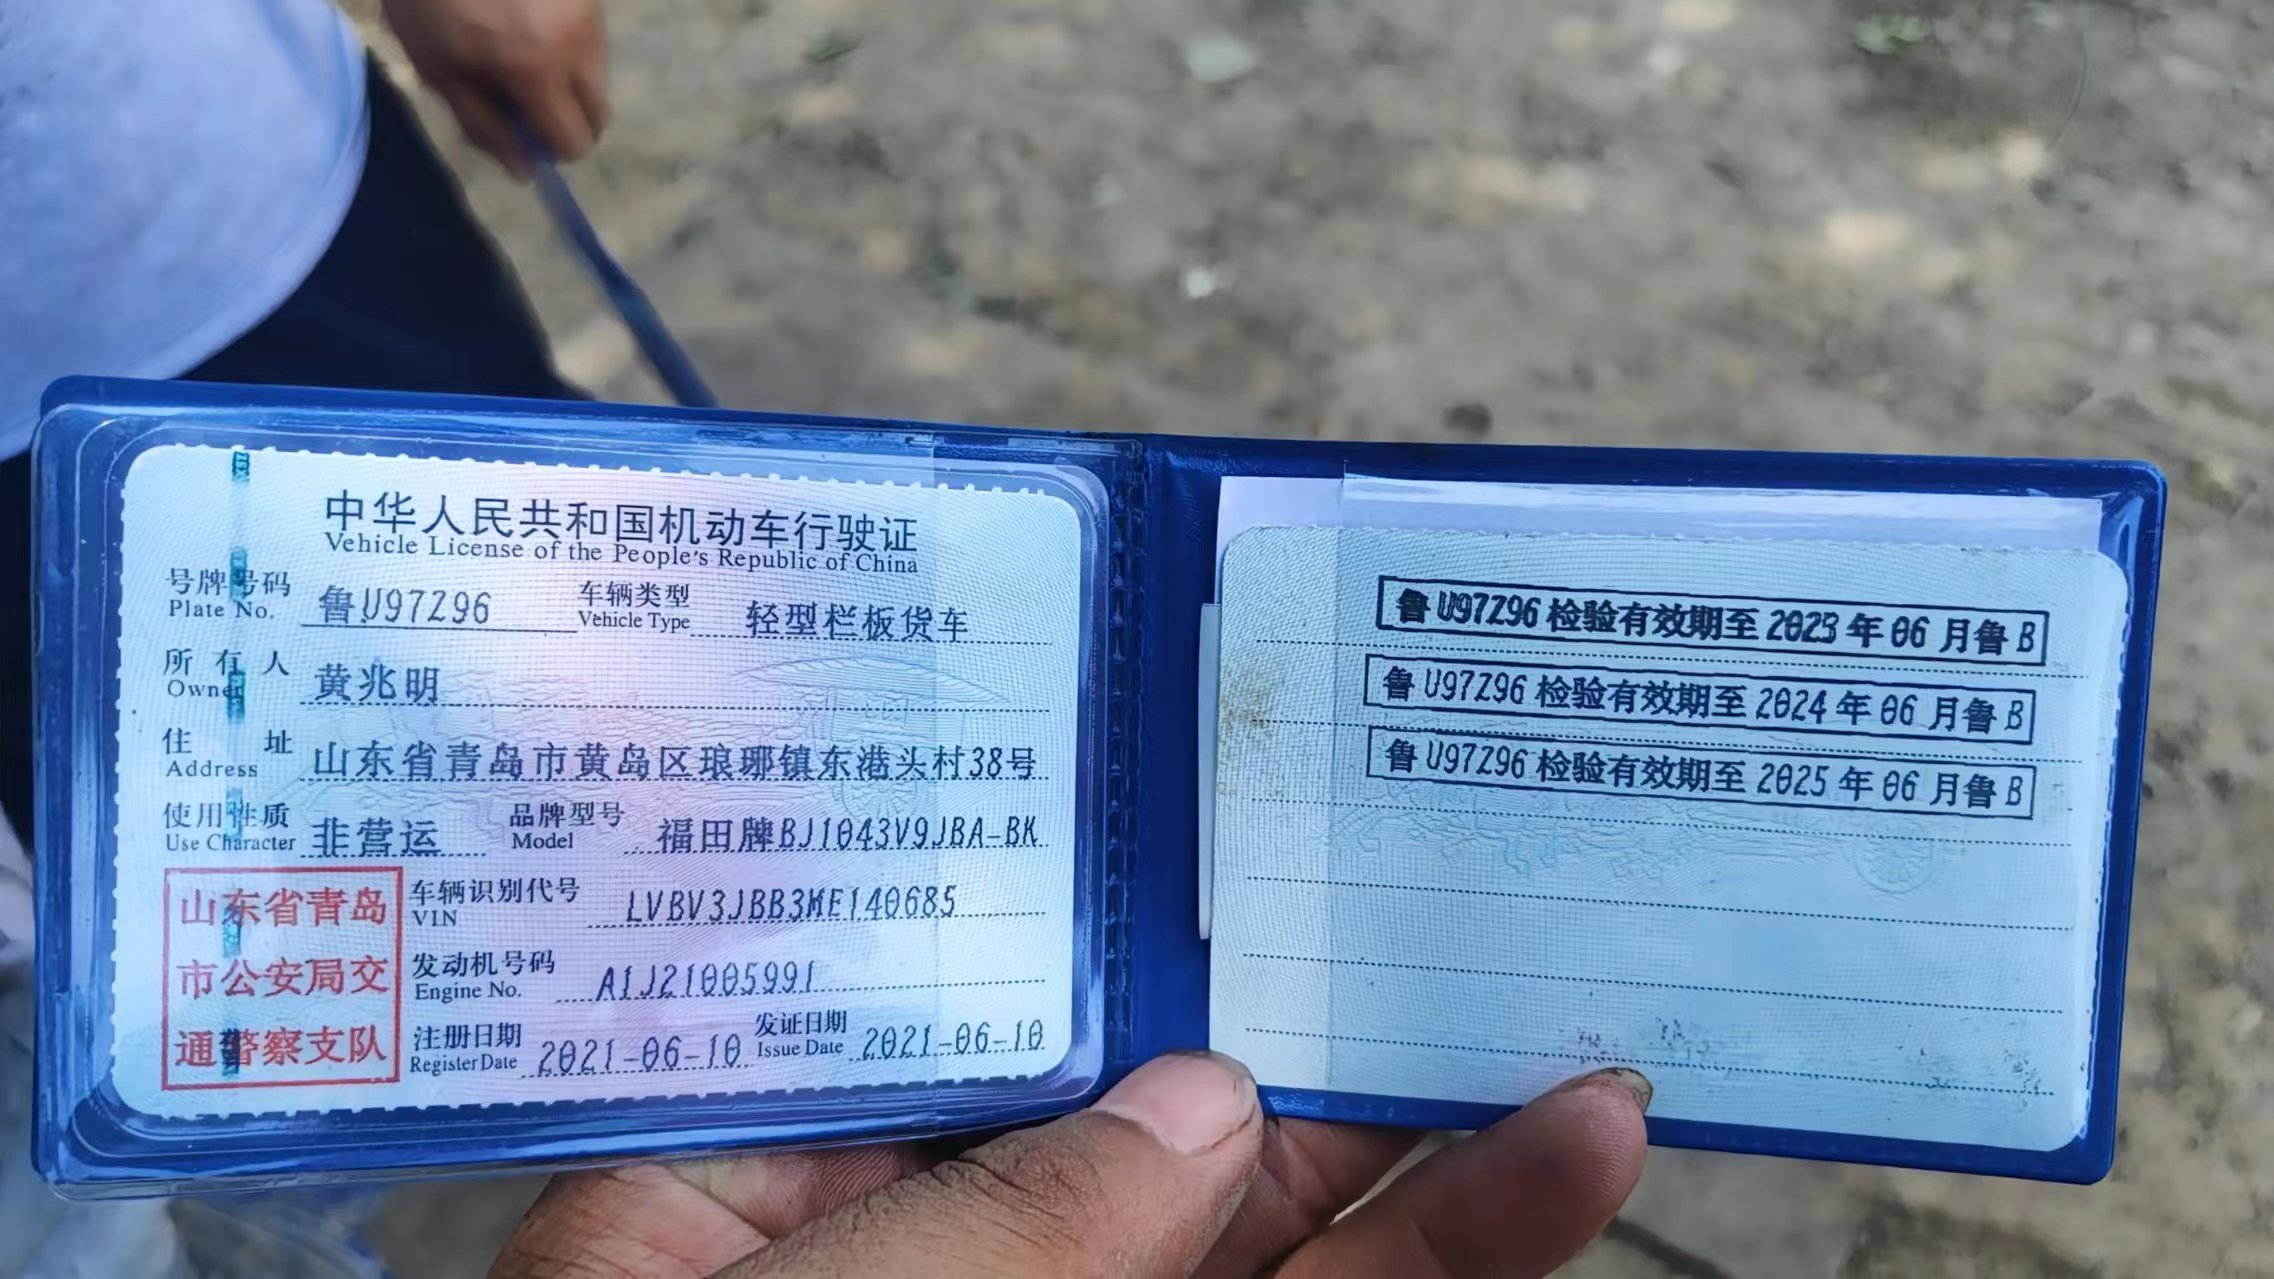 中华人民共和国机动车行驶证
Vehicle License of the People's Republic of China
号牌号码 鲁U97Z96 车辆类型 轻型栏板货车
Plate No. Vehicle Type
所有人 黄兆明
Owner
住址 山东省青岛市黄岛区琅琊镇东港头村38号
Address
使用性质 非营运 品牌型号 福田牌BJ1043V9JBA-BK
Use Character Model
山东省青岛
市公安局交
通警察支队
车辆识别代号 LVBV3JBB3ME140685
VIN
发动机号码 A1J21005991
Engine No.
注册日期 2021-06-10 发证日期 2021-06-10
Register Date Issue Date
鲁U97Z96检验有效期至2023年06月鲁B
鲁U97Z96检验有效期至2024年06月鲁B
鲁U97Z96检验有效期至2025年06月鲁B